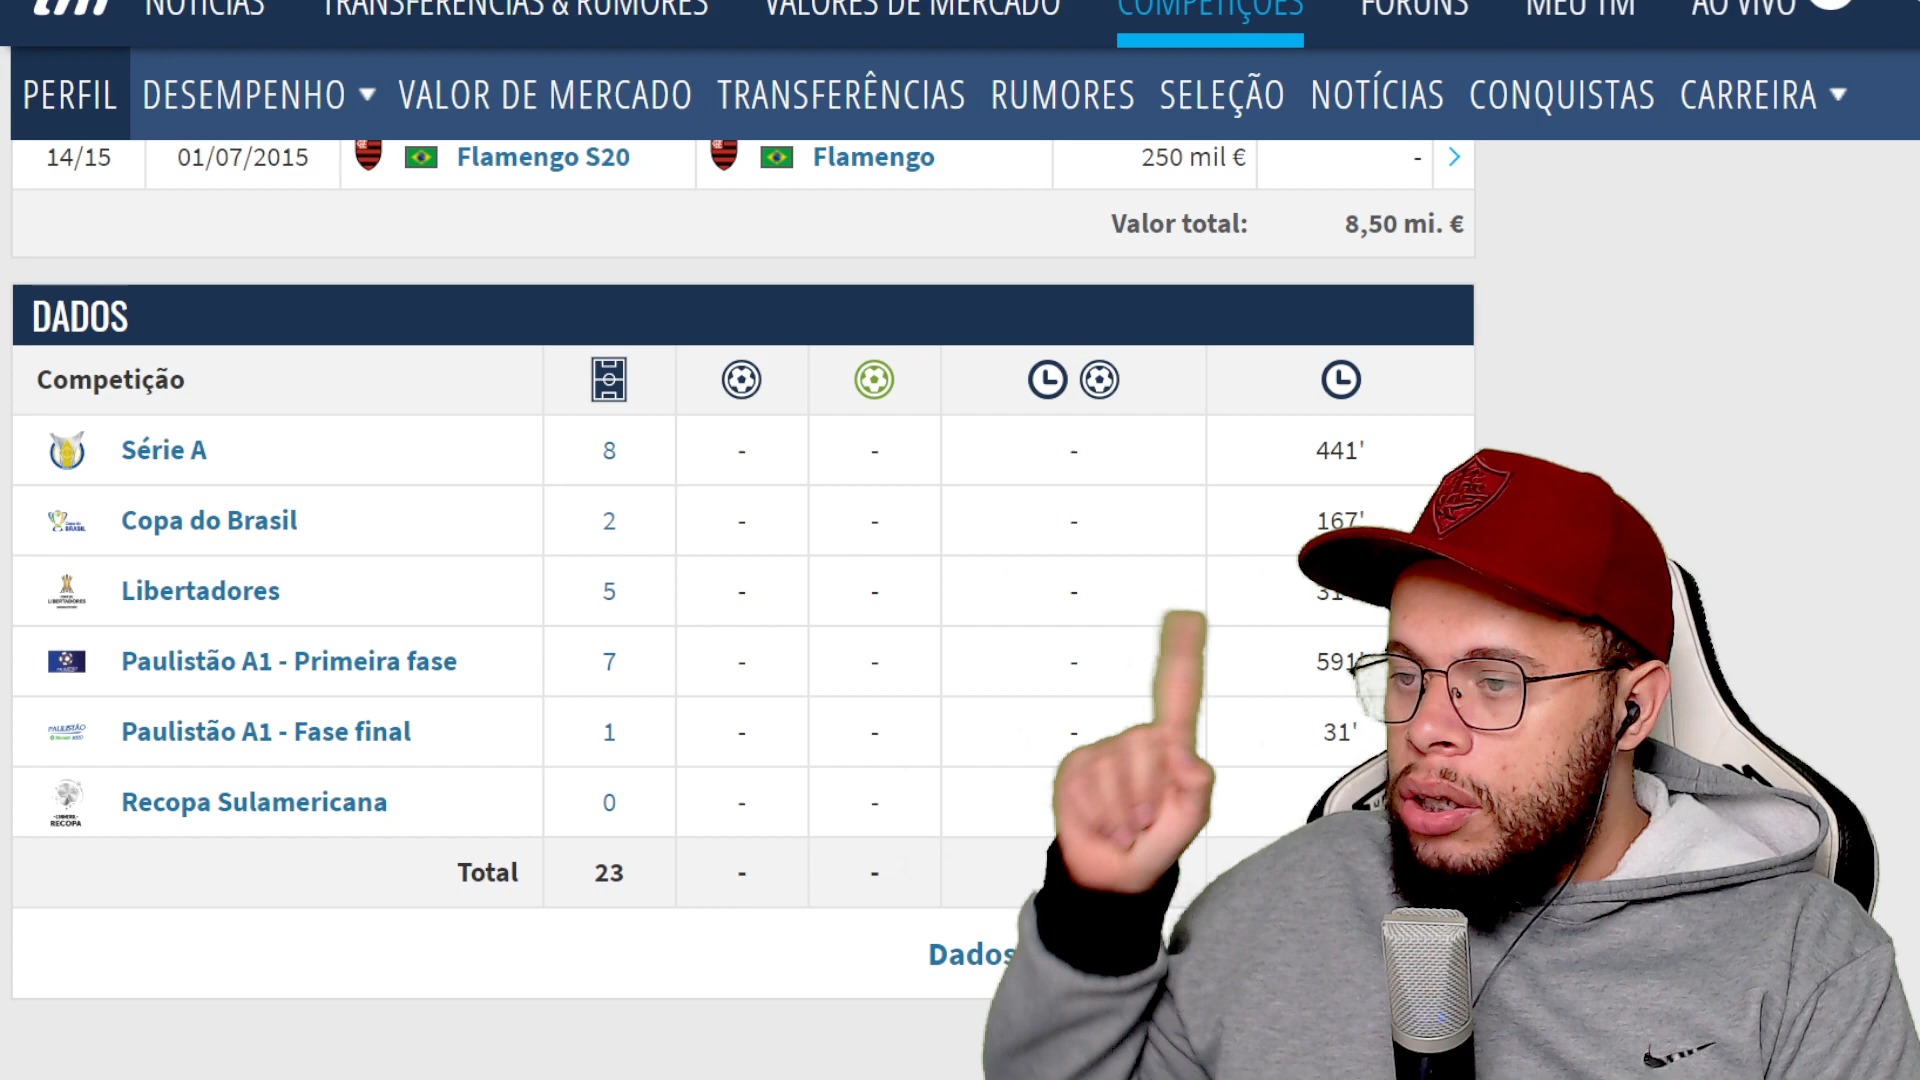 NOTÍCIAS TRANSFERÊNCIAS & RUMORES VALORES DE MERCADO COMPETIÇÕES FÓRUNS MEU TM AO VIVO
PERFIL DESEMPENHO VALOR DE MERCADO TRANSFERÊNCIAS RUMORES SELEÇÃO NOTÍCIAS CONQUISTAS CARREIRA
14/15 01/07/2015 Flamengo S20 Flamengo 250 mil € -
Valor total: 8,50 mi. €
DADOS
Competição
Série A 8 - - - 441'
Copa do Brasil 2 - - - 167'
Libertadores 5 - - -
Paulistão A1 - Primeira fase 7 - - - 591'
Paulistão A1 - Fase final 1 - - - 31'
Recopa Sulamericana 0 - -
RECOPA
Total 23 - -
Dados